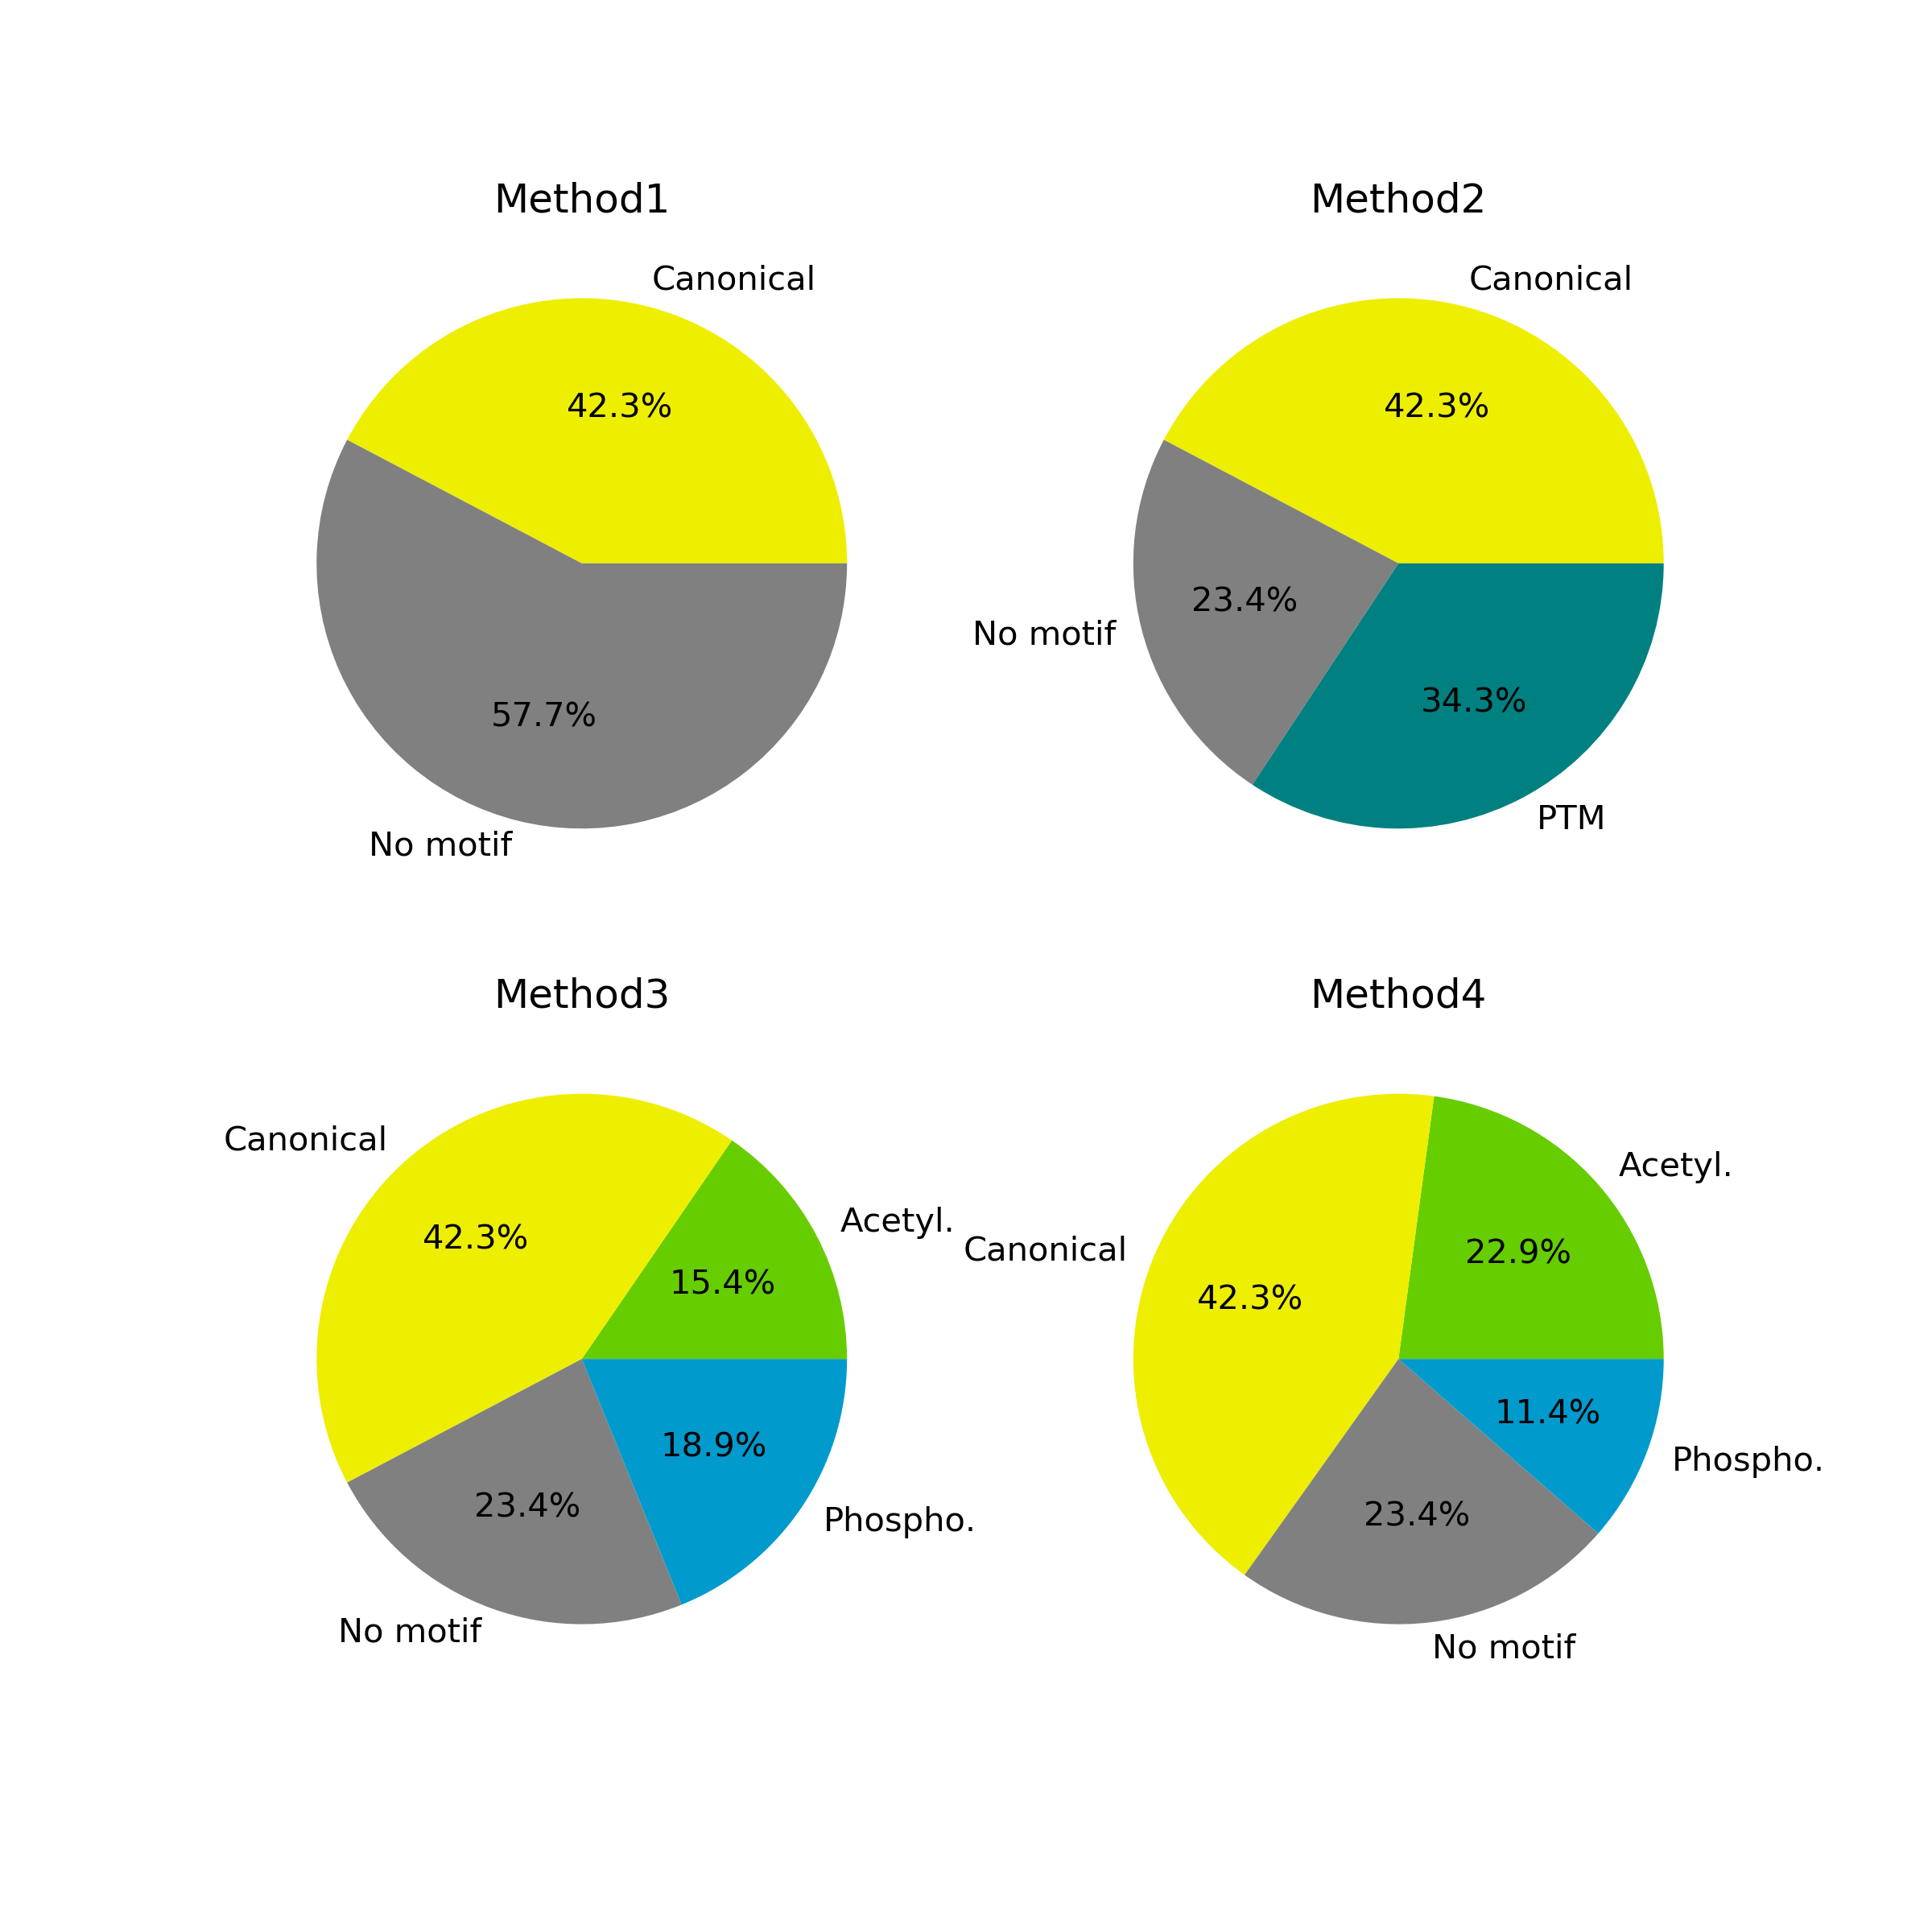 Method1
Canonical
42.3%
57.7%
No motif
Method2
Canonical
42.3%
23.4%
No motif
34.3%
PTM
Method3
Canonical
Acetyl.
42.3%
15.4%
18.9%
23.4%
Phospho.
No motif
Method4
Acetyl.
Canonical
22.9%
42.3%
11.4%
Phospho.
23.4%
No motif